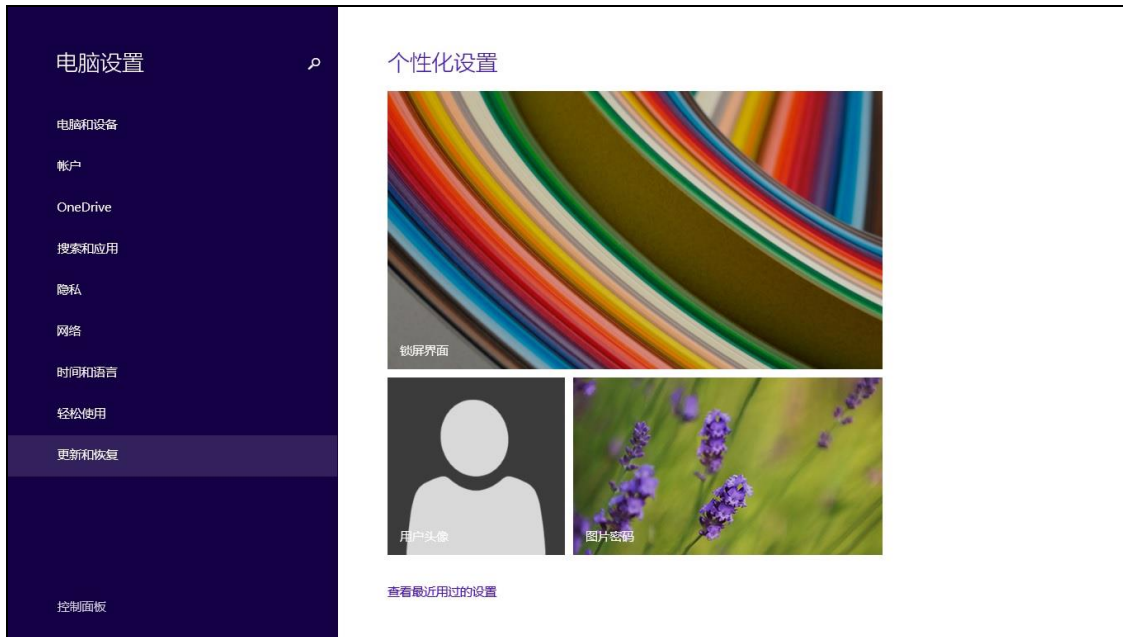 电脑设置
电脑和设备
帐户
OneDrive
搜索和应用
隐私
网络
时间和语言
轻松使用
更新和恢复
控制面板
个性化设置
锁屏界面
用户头像
图片密码
查看最近用过的设置